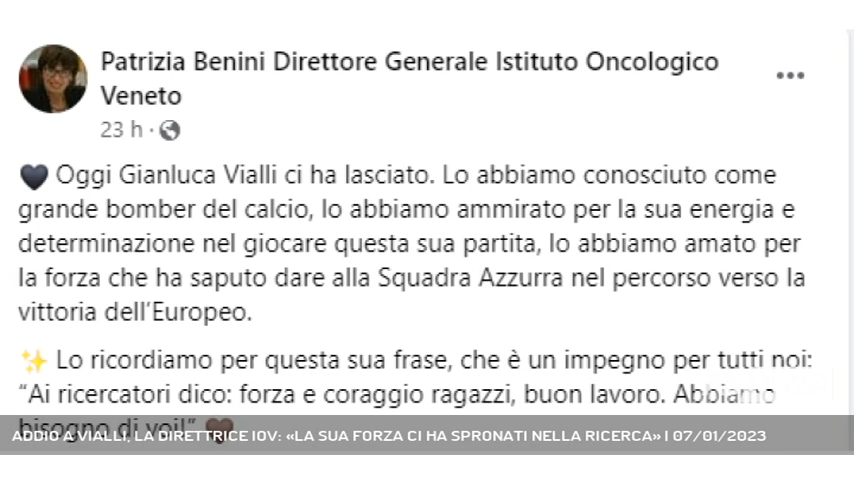 Patrizia Benini Direttore Generale Istituto Oncologico
Veneto
23 h ·
Oggi Gianluca Vialli ci ha lasciato. Lo abbiamo conosciuto come
grande bomber del calcio, lo abbiamo ammirato per la sua energia e
determinazione nel giocare questa sua partita, lo abbiamo amato per
la forza che ha saputo dare alla Squadra Azzurra nel percorso verso la
vittoria dell'Europeo.
Lo ricordiamo per questa sua frase, che è un impegno per tutti noi:
"Ai ricercatori dico: forza e coraggio ragazzi, buon lavoro. Abbiamo
bisogno di voi!"
ADDIO A VIALLI, LA DIRETTRICE IOV: «LA SUA FORZA CI HA SPRONATI NELLA RICERCA» | 07/01/2023